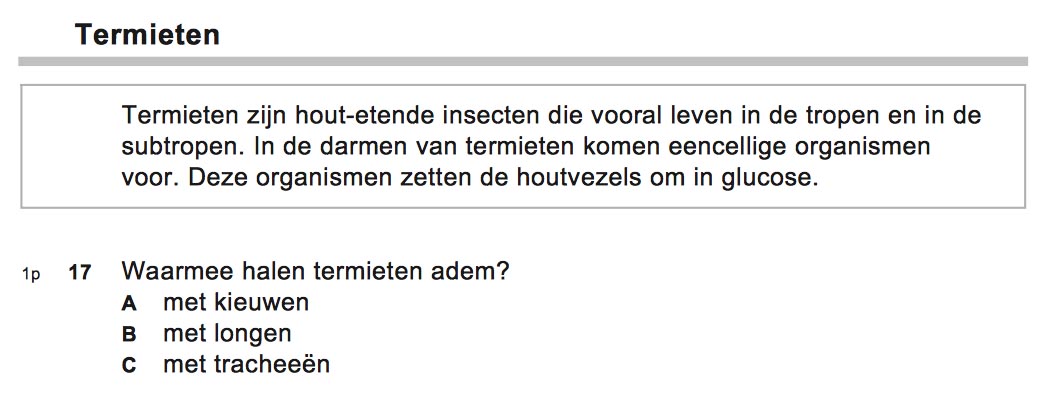 Termieten
Termieten zijn hout-etende insecten die vooral leven in de tropen en in de
subtropen. In de darmen van termieten komen eencellige organismen
voor. Deze organismen zetten de houtvezels om in glucose.
1p 17 Waarmee halen termieten adem?
A met kieuwen
B met longen
C met tracheeën